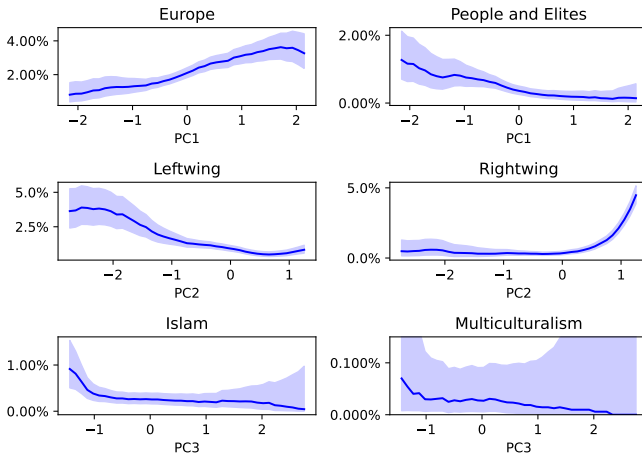 Europe
4.00%
2.00%
−2 −1 0 1 2
PC1
People and Elites
2.00%
0.00%
−2 −1 0 1 2
PC1
Leftwing
5.0%
2.5%
−2 −1 0 1
PC2
Rightwing
5.0%
0.0%
−2 −1 0 1
PC2
Islam
1.00%
0.00%
−1 0 1 2
PC3
Multiculturalism
0.100%
0.000%
−1 0 1 2
PC3